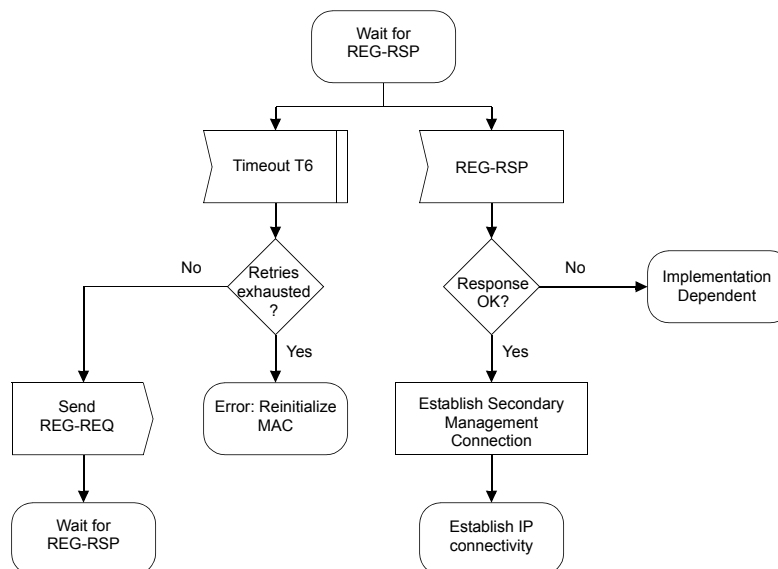 Wait for
REG-RSP
Timeout T6
REG-RSP
No
Retries
exhausted
?
Response
OK?
No
Implementation
Dependent
Yes
Yes
Send
REG-REQ
Error: Reinitialize
MAC
Establish Secondary
Management
Connection
Wait for
REG-RSP
Establish IP
connectivity